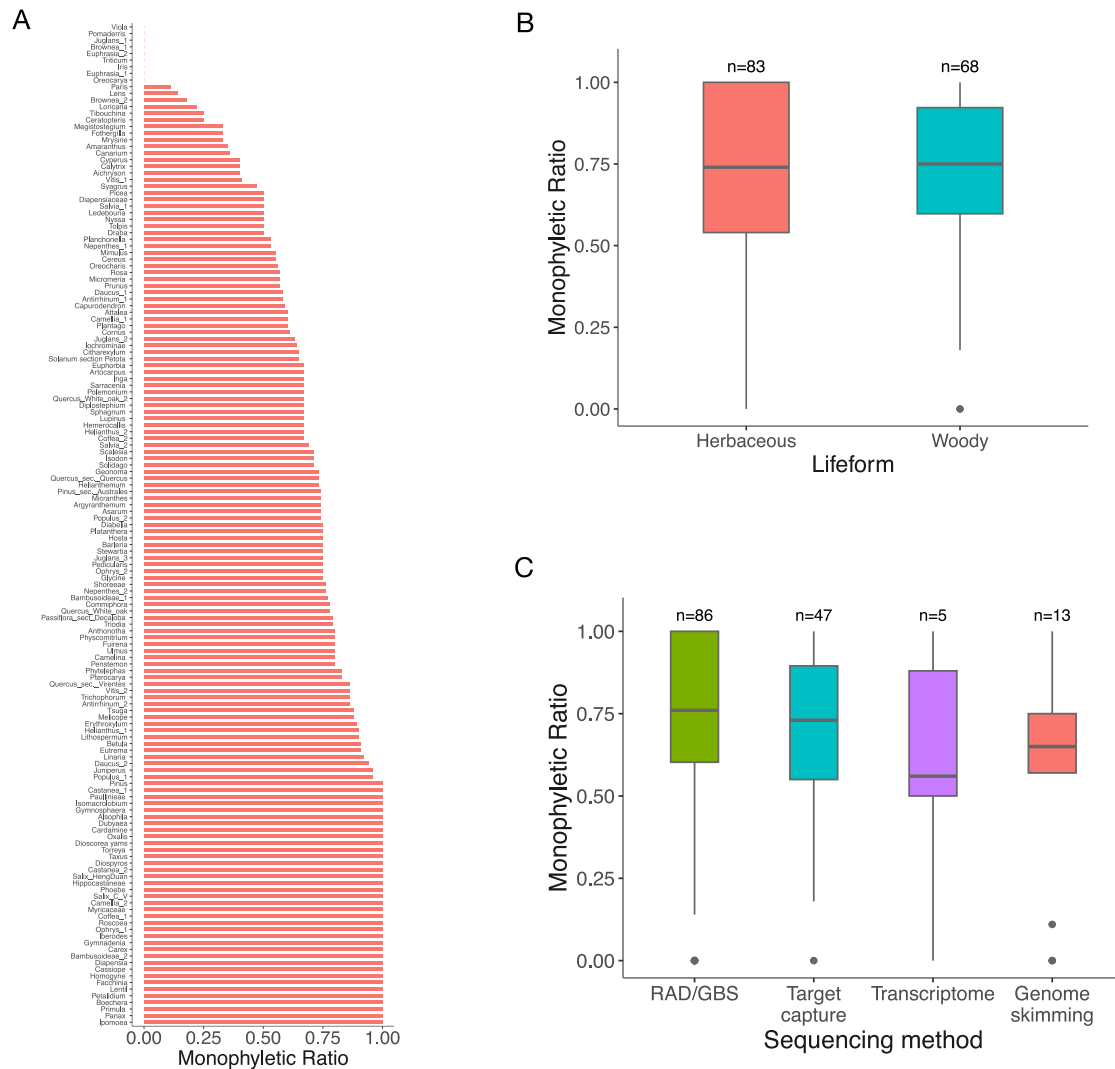 A
Viola
Pomaderris
Juglans_1
Brownea_1
Euphrasia_2
Triticum
Iris
Euphrasia_1
Oreocarya
Paris
Lens
Brownea_2
Loricaria
Tibouchina
Ceratopteris
Megistostegium
Fothergilla
Mrysine
Amaranthus
Canarium
Cyperus
Calytrix
Aichryson
Vitis_1
Syagrus
Picea
Diapensiaceae
Salvia_1
Ledebouria
Nyssa
Tolpis
Draba
Planchonella
Nepenthes_1
Mimulus
Cereus
Oreocharis
Rosa
Micromeria
Prunus
Daucus_1
Antirrhinum_1
Capurodendron
Attalea
Camellia_1
Plantago
Cornus
Juglans_2
Iochrominae
Citharexylum
Solanum section Petota
Euphorbia
Artocarpus
Inga
Sarracenia
Polemonium
Quercus_White_oak_2
Diplostephium
Sphagnum
Lupinus
Hemerocallis
Helianthus_2
Coffea_2
Salvia_2
Scalesia
Isodon
Solidago
Geonoma
Quercus_sec._Quercus
Helianthemum
Pinus_sec._Australes
Micranthes
Argyranthemum
Asarum
Populus_2
Diabelia
Platanthera
Hosta
Barleria
Stewartia
Juglans_3
Pedicularis
Ophrys_2
Glycine
Shoreeae
Nepenthes_2
Bambusoideae_1
Commiphora
Quercus_White_oak
Passiflora_sect_Decaloba
Triodia
Anthonotha
Physcomitrium
Fuirena
Ulmus
Camelina
Penstemon
Phytelephas
Pterocarya
Quercus_sec._Virentes
Vitis_2
Trichophorum
Antirrhinum_2
Tsuga
Melicope
Erythroxylum
Helianthus_1
Lithospermum
Betula
Eutrema
Linaria
Daucus_2
Juniperus
Populus_1
Pinus
Castanea_1
Paullinieae
Isomacrolobium
Gymnosphaera
Alsophila
Dubyaea
Cardamine
Oxalis
Dioscorea yams
Torreya
Taxus
Diospyros
Castanea_2
Salix_HengDuan
Hippocastaneae
Phoebe
Salix_C_V
Camellia_2
Myricaceae
Coffea_1
Roscoea
Ophrys_1
Iberodes
Gymnadenia
Carex
Bambusoideae_2
Diapensia
Cassiope
Homogyne
Facchinia
Lentil
Petalidium
Boechera
Primula
Panax
Ipomoea
0.00 0.25 0.50 0.75 1.00
Monophyletic Ratio
B
n=83 n=68
1.00
0.75
0.50
0.25
0.00
Monophyletic Ratio
Herbaceous Woody
Lifeform
C
n=86 n=47 n=5 n=13
1.00
0.75
0.50
0.25
0.00
Monophyletic Ratio
RAD/GBS Target Transcriptome Genome
capture skimming
Sequencing method